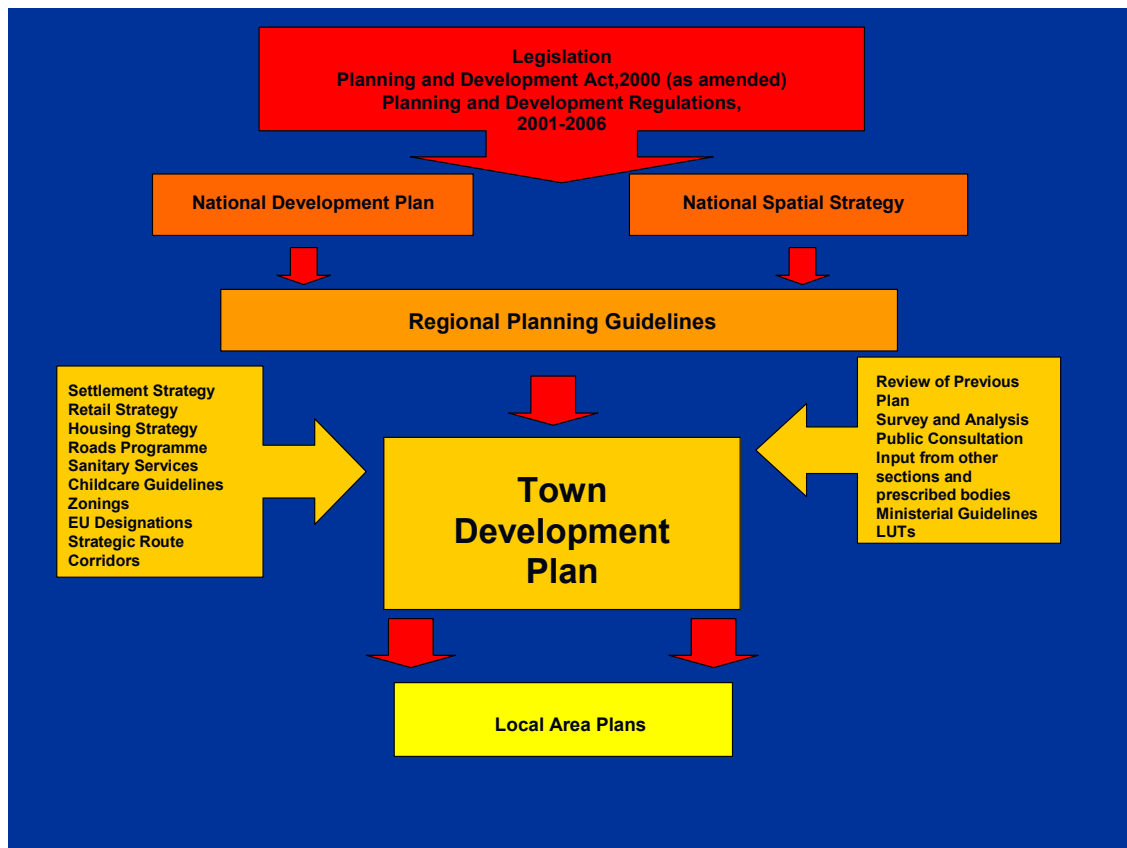 Legislation
Planning and Development Act,2000 (as amended)
Planning and Development Regulations,
2001-2006
National Development Plan
National Spatial Strategy
Regional Planning Guidelines
Settlement Strategy
Retail Strategy
Housing Strategy
Roads Programme
Sanitary Services
Childcare Guidelines
Zonings
EU Designations
Strategic Route
Corridors
Town
Development
Plan
Review of Previous
Plan
Survey and Analysis
Public Consultation
Input from other
sections and
prescribed bodies
Ministerial Guidelines
LUTs
Local Area Plans